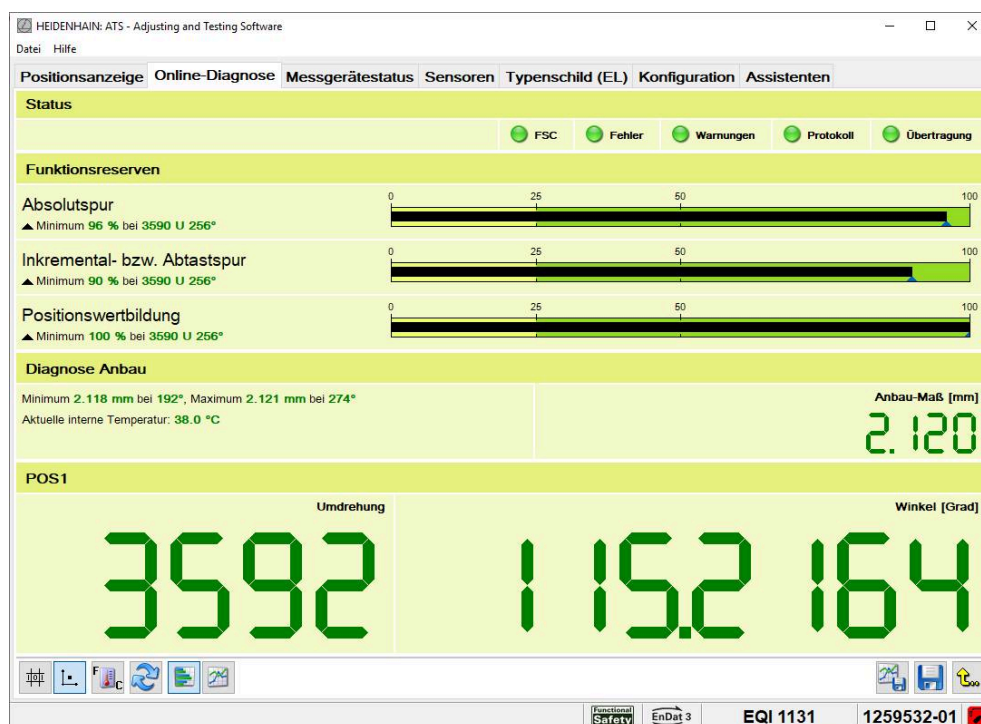 HEIDENHAIN: ATS - Adjusting and Testing Software
Datei Hilfe
Positionsanzeige Online-Diagnose Messgerätestatus Sensoren Typenschild (EL) Konfiguration Assistenten
Status
FSC Fehler Warnungen Protokoll Übertragung
Funktionsreserven
Absolutspur
0 25 50 100
Minimum 96 % bei 3590 U 256°
Inkremental- bzw. Abtastspur
0 25 50 100
Minimum 90 % bei 3590 U 256°
Positionswertbildung
0 25 50 100
Minimum 100 % bei 3590 U 256°
Diagnose Anbau
Minimum 2.118 mm bei 192°, Maximum 2.121 mm bei 274°
Aktuelle interne Temperatur: 38.0 °C
Anbau-Maß [mm]
2.120
POS1
Umdrehung
3592
Winkel [Grad]
115.2164
F C
Functional Safety EnDat 3 EQI 1131 1259532-01